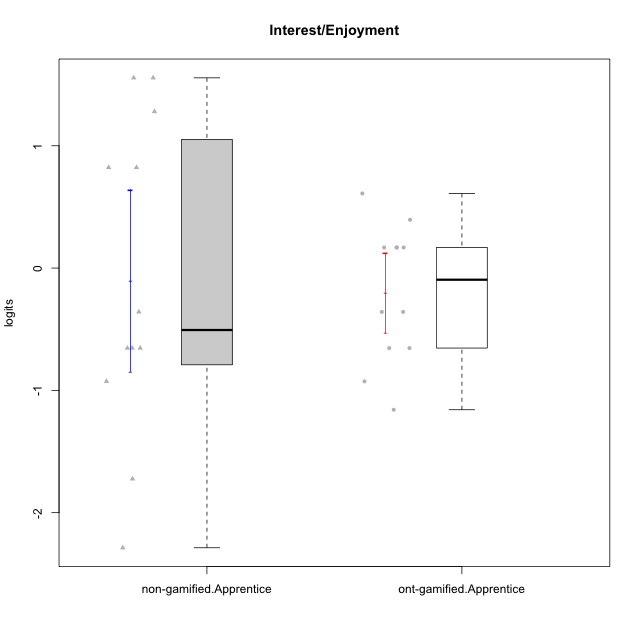 Interest/Enjoyment
logits
1
0
-1
-2
non-gamified.Apprentice
ont-gamified.Apprentice